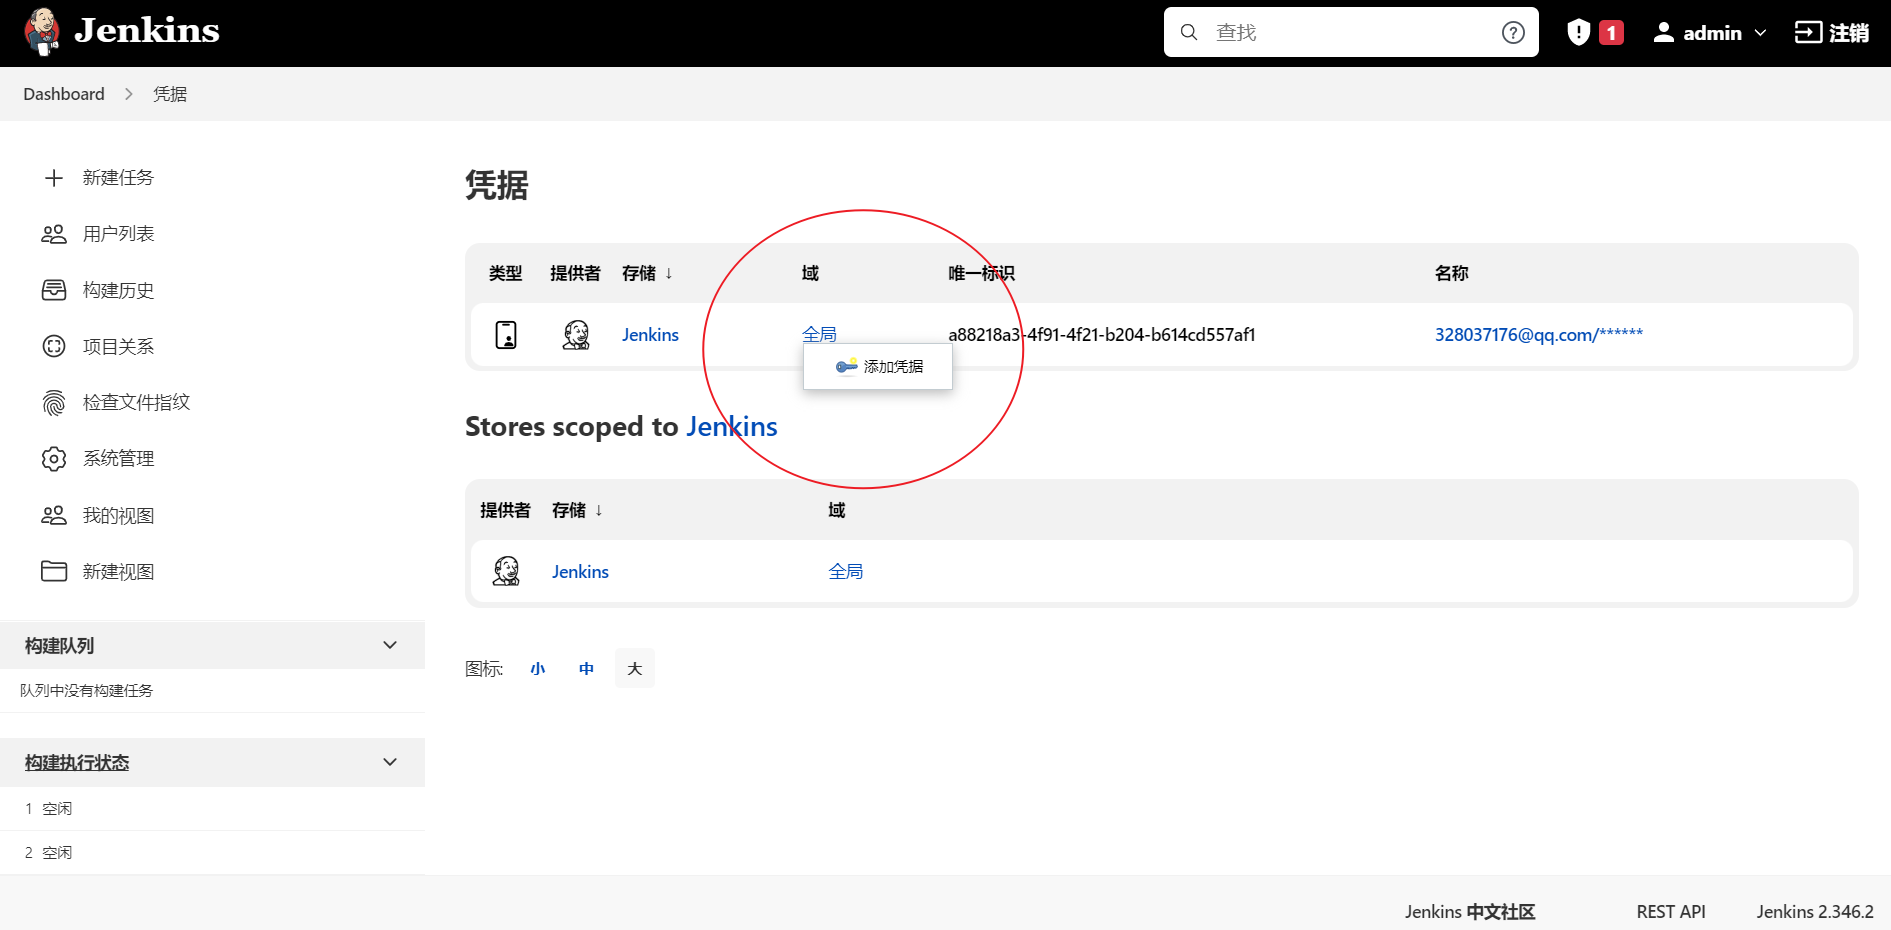 Jenkins
查找
1
admin
注销
Dashboard
凭据
新建任务
用户列表
构建历史
项目关系
检查文件指纹
系统管理
我的视图
新建视图
构建队列
队列中没有构建任务
构建执行状态
1 空闲
2 空闲
凭据
类型 提供者 存储 ↓ 域 唯一标识 名称
Jenkins 全局 a88218a3-4f91-4f21-b204-b614cd557af1 328037176@qq.com/******
添加凭据
Stores scoped to Jenkins
提供者 存储 ↓ 域
Jenkins 全局
图标: 小 中 大
Jenkins 中文社区 REST API Jenkins 2.346.2